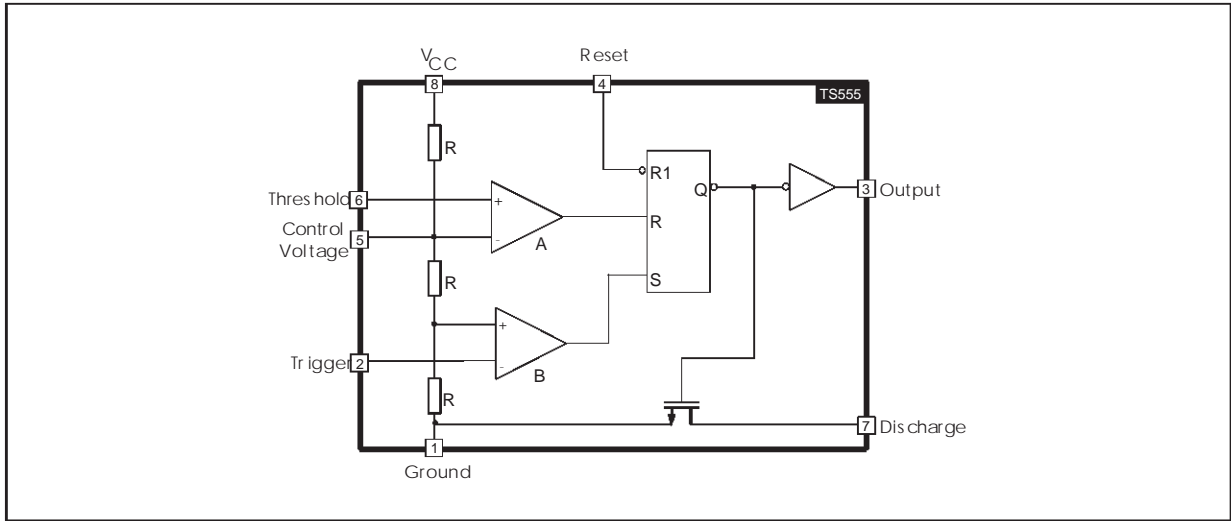 VCC
Reset
8
4
TS555
R
R1
Threshold
6
+
Q
3
Output
Control
Voltage
5
-
A
R
R
S
+
Trigger
2
-
B
R
7
Discharge
1
Ground